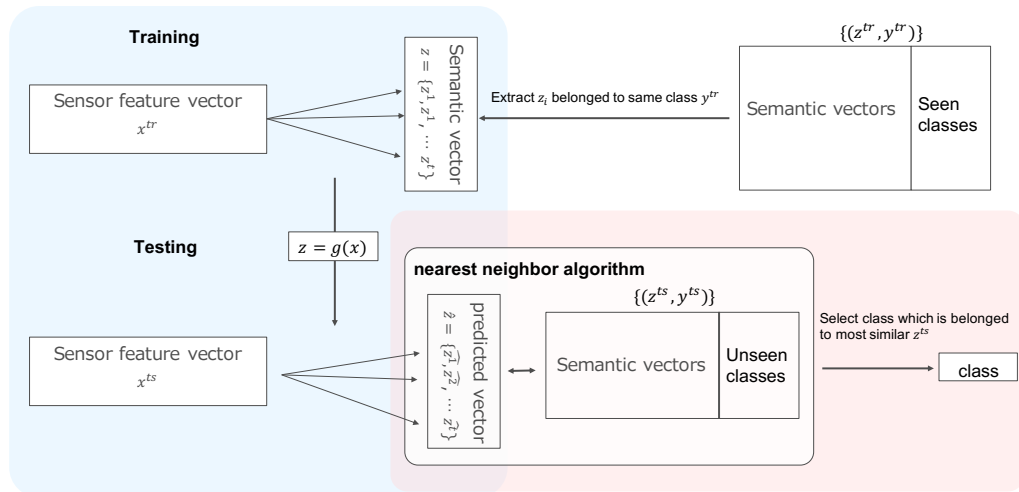 Training
{(𝑧^{𝑡𝑟}, 𝑦^{𝑡𝑟})}
Sensor feature vector
𝑥^{𝑡𝑟}
Semantic vector
𝑧 = {𝑧^1, 𝑧^1, ⋯ 𝑧^𝑡}
Extract 𝑧_𝑖 belonged to same class 𝑦^{𝑡𝑟}
Semantic vectors
Seen
classes
Testing
𝑧 = 𝑔(𝑥)
nearest neighbor algorithm
{(𝑧^{𝑡𝑠}, 𝑦^{𝑡𝑠})}
Sensor feature vector
𝑥^{𝑡𝑠}
predicted vector
𝑧̂ = {𝑧^1̂, 𝑧^2̂, ⋯ 𝑧^𝑡̂}
Semantic vectors
Unseen
classes
Select class which is belonged
to most similar 𝑧^{𝑡𝑠}
class